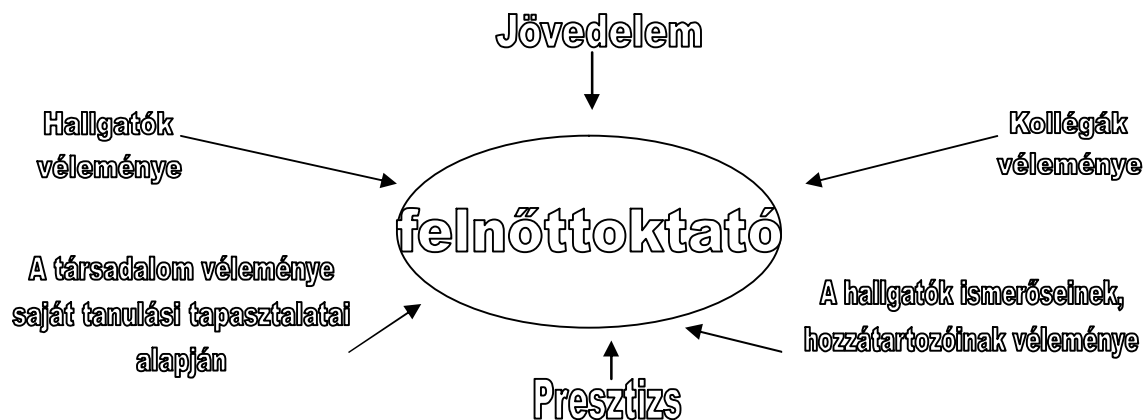 Jövedelem
Hallgatók
véleménye
Kollégák
véleménye
felnőttoktató
A társadalom véleménye
saját tanulási tapasztalatai
alapján
A hallgatók ismerőseinek,
hozzátartozóinak véleménye
Presztizs